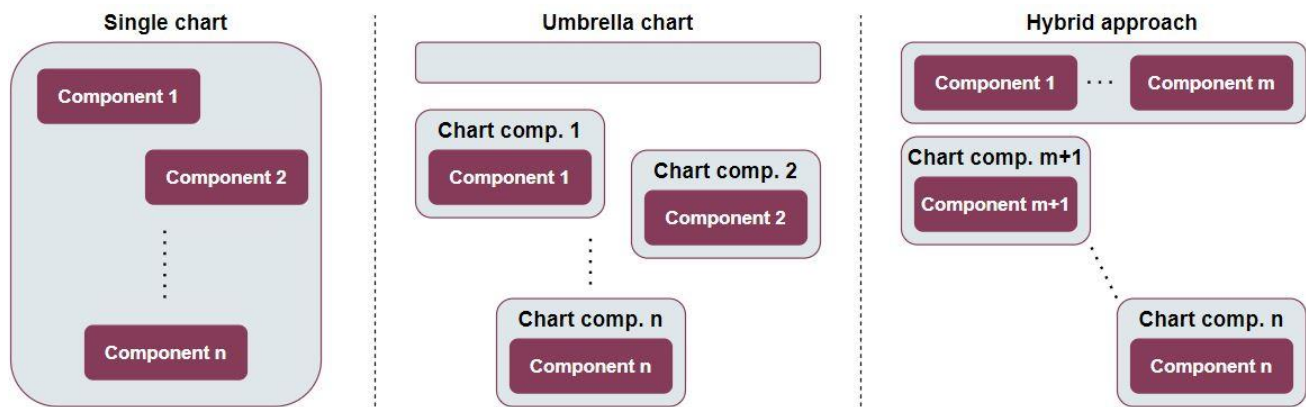 Single chart
Component 1
Component 2
Component n
Umbrella chart
Chart comp. 1
Component 1
Chart comp. 2
Component 2
Chart comp. n
Component n
Hybrid approach
Component 1 ... Component m
Chart comp. m+1
Component m+1
Chart comp. n
Component n